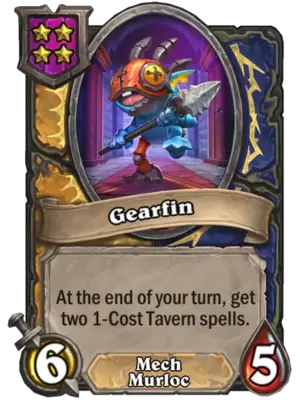 Gearfin
At the end of your turn, get
two 1-Cost Tavern spells.
6
Mech
Murloc
5